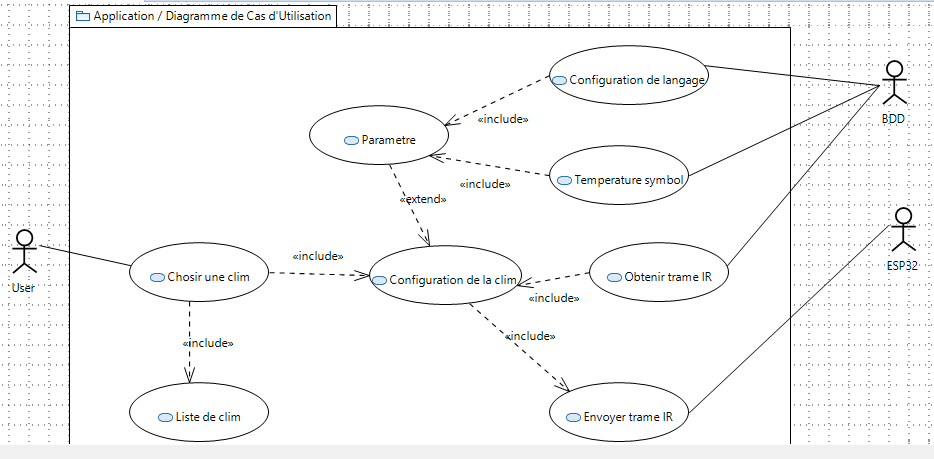 Application / Diagramme de Cas d'Utilisation
Configuration de langage
BDD
«include»
Parametre
«include»
Temperature symbol
«extend»
ESP32
User
«include»
Chosir une clim
Configuration de la clim
Obtenir trame IR
«include»
«include»
«include»
Liste de clim
Envoyer trame IR